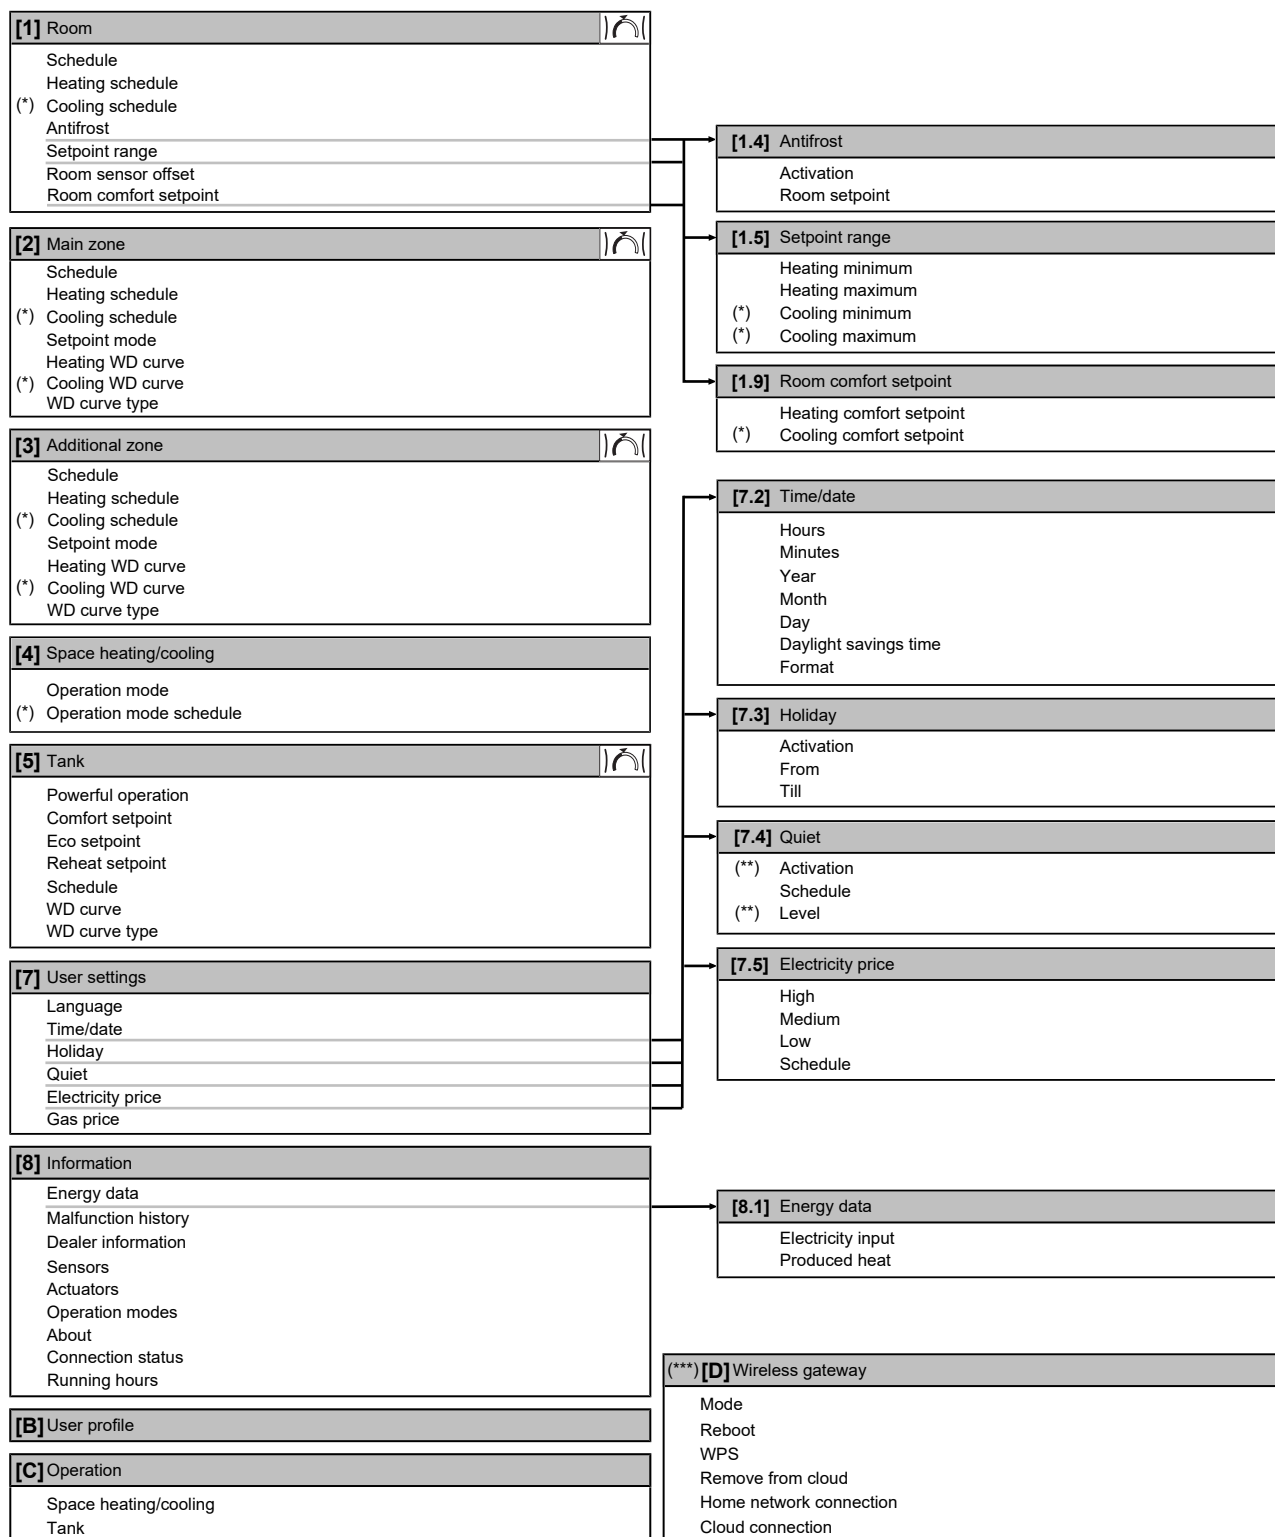 [1] Room
Schedule
Heating schedule
(*) Cooling schedule
Antifrost
Setpoint range
Room sensor offset
Room comfort setpoint
[2] Main zone
Schedule
Heating schedule
(*) Cooling schedule
Setpoint mode
Heating WD curve
(*) Cooling WD curve
WD curve type
[3] Additional zone
Schedule
Heating schedule
(*) Cooling schedule
Setpoint mode
Heating WD curve
(*) Cooling WD curve
WD curve type
[4] Space heating/cooling
Operation mode
(*) Operation mode schedule
[5] Tank
Powerful operation
Comfort setpoint
Eco setpoint
Reheat setpoint
Schedule
WD curve
WD curve type
[7] User settings
Language
Time/date
Holiday
Quiet
Electricity price
Gas price
[8] Information
Energy data
Malfunction history
Dealer information
Sensors
Actuators
Operation modes
About
Connection status
Running hours
[B] User profile
[C] Operation
Space heating/cooling
Tank
[1.4] Antifrost
Activation
Room setpoint
[1.5] Setpoint range
Heating minimum
Heating maximum
(*) Cooling minimum
(*) Cooling maximum
[1.9] Room comfort setpoint
Heating comfort setpoint
(*) Cooling comfort setpoint
[7.2] Time/date
Hours
Minutes
Year
Month
Day
Daylight savings time
Format
[7.3] Holiday
Activation
From
Till
[7.4] Quiet
(**) Activation
Schedule
(**) Level
[7.5] Electricity price
High
Medium
Low
Schedule
[8.1] Energy data
Electricity input
Produced heat
(***) [D] Wireless gateway
Mode
Reboot
WPS
Remove from cloud
Home network connection
Cloud connection